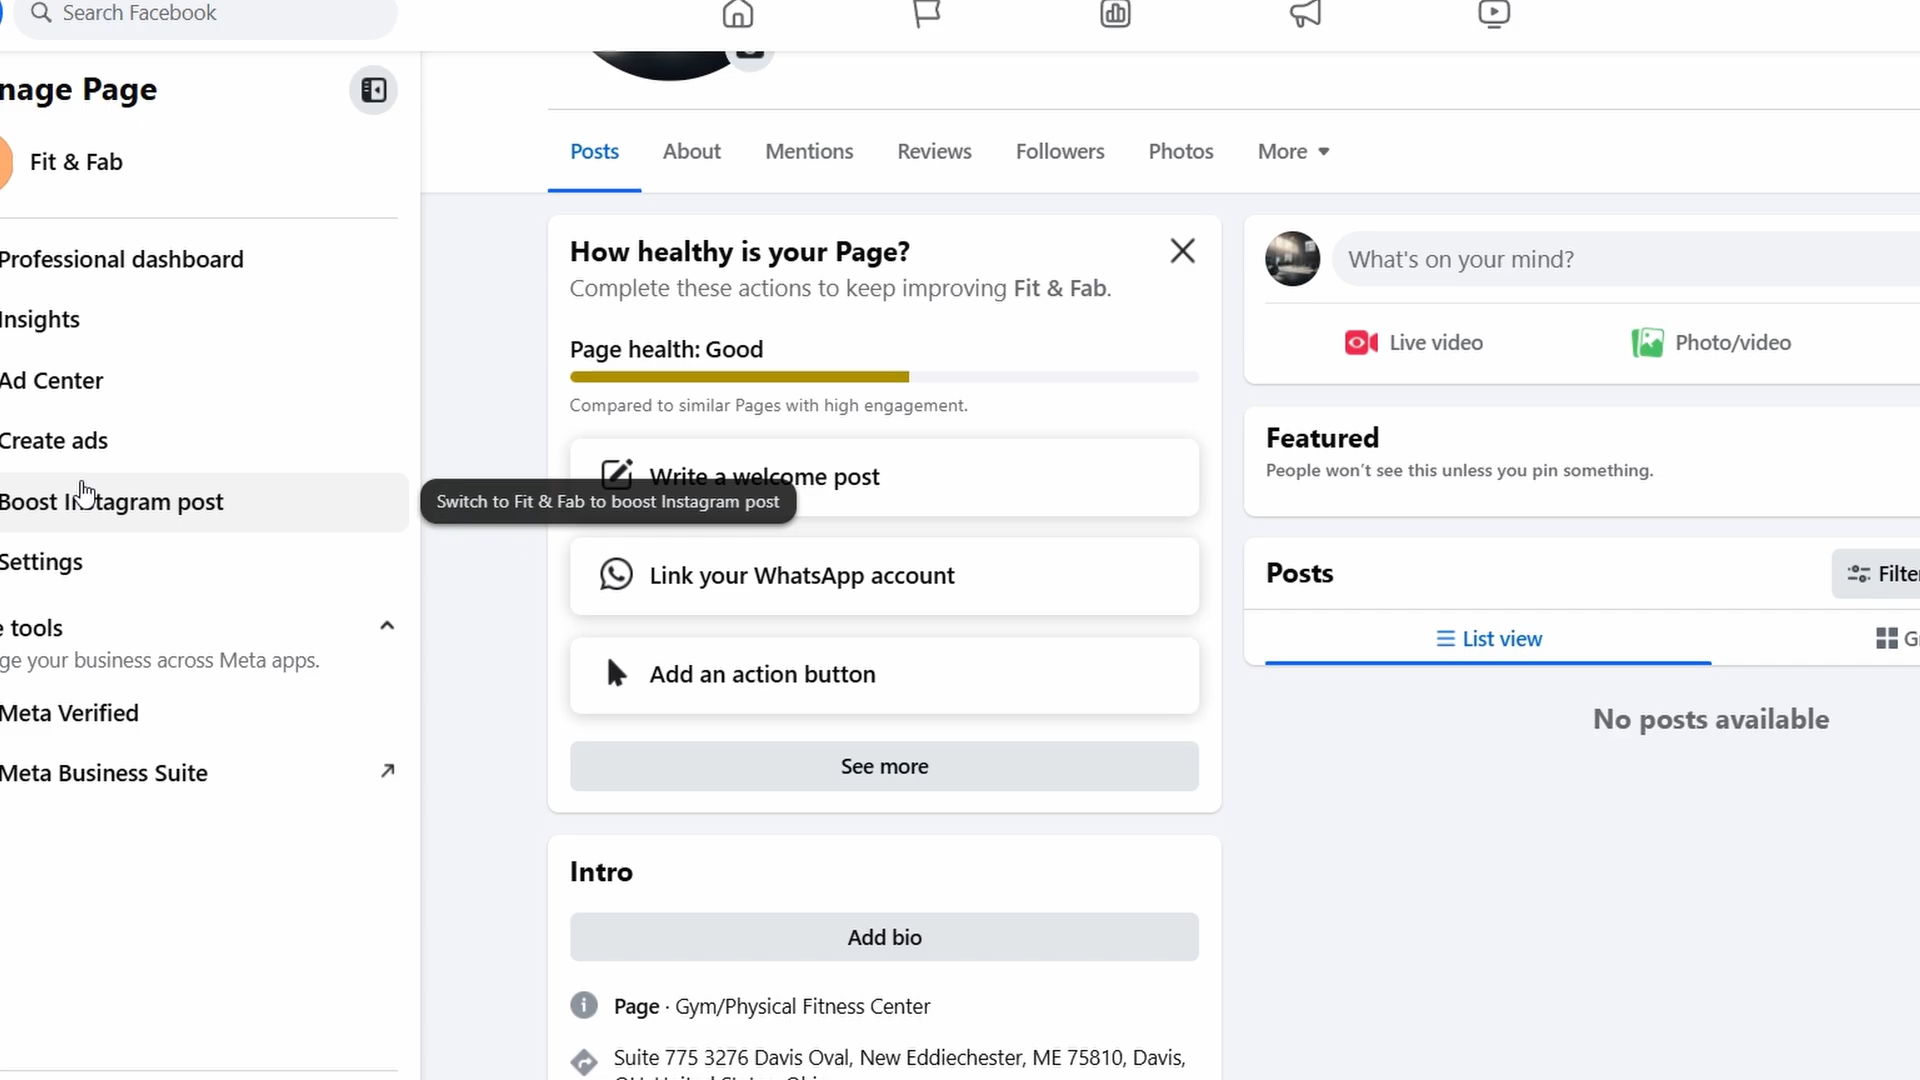 Search Facebook
nage Page
Fit & Fab
Professional dashboard
Insights
Ad Center
Create ads
Boost Instagram post
Settings
e tools
ge your business across Meta apps.
Meta Verified
Meta Business Suite
Switch to Fit & Fab to boost Instagram post
Posts
About
Mentions
Reviews
Followers
Photos
More
How healthy is your Page?
Complete these actions to keep improving Fit & Fab.
Page health: Good
Compared to similar Pages with high engagement.
Write a welcome post
Link your WhatsApp account
Add an action button
See more
Intro
Add bio
Page · Gym/Physical Fitness Center
Suite 775 3276 Davis Oval, New Eddiechester, ME 75810, Davis,
What's on your mind?
Live video
Photo/video
Featured
People won't see this unless you pin something.
Posts
Filte
List view
G
No posts available